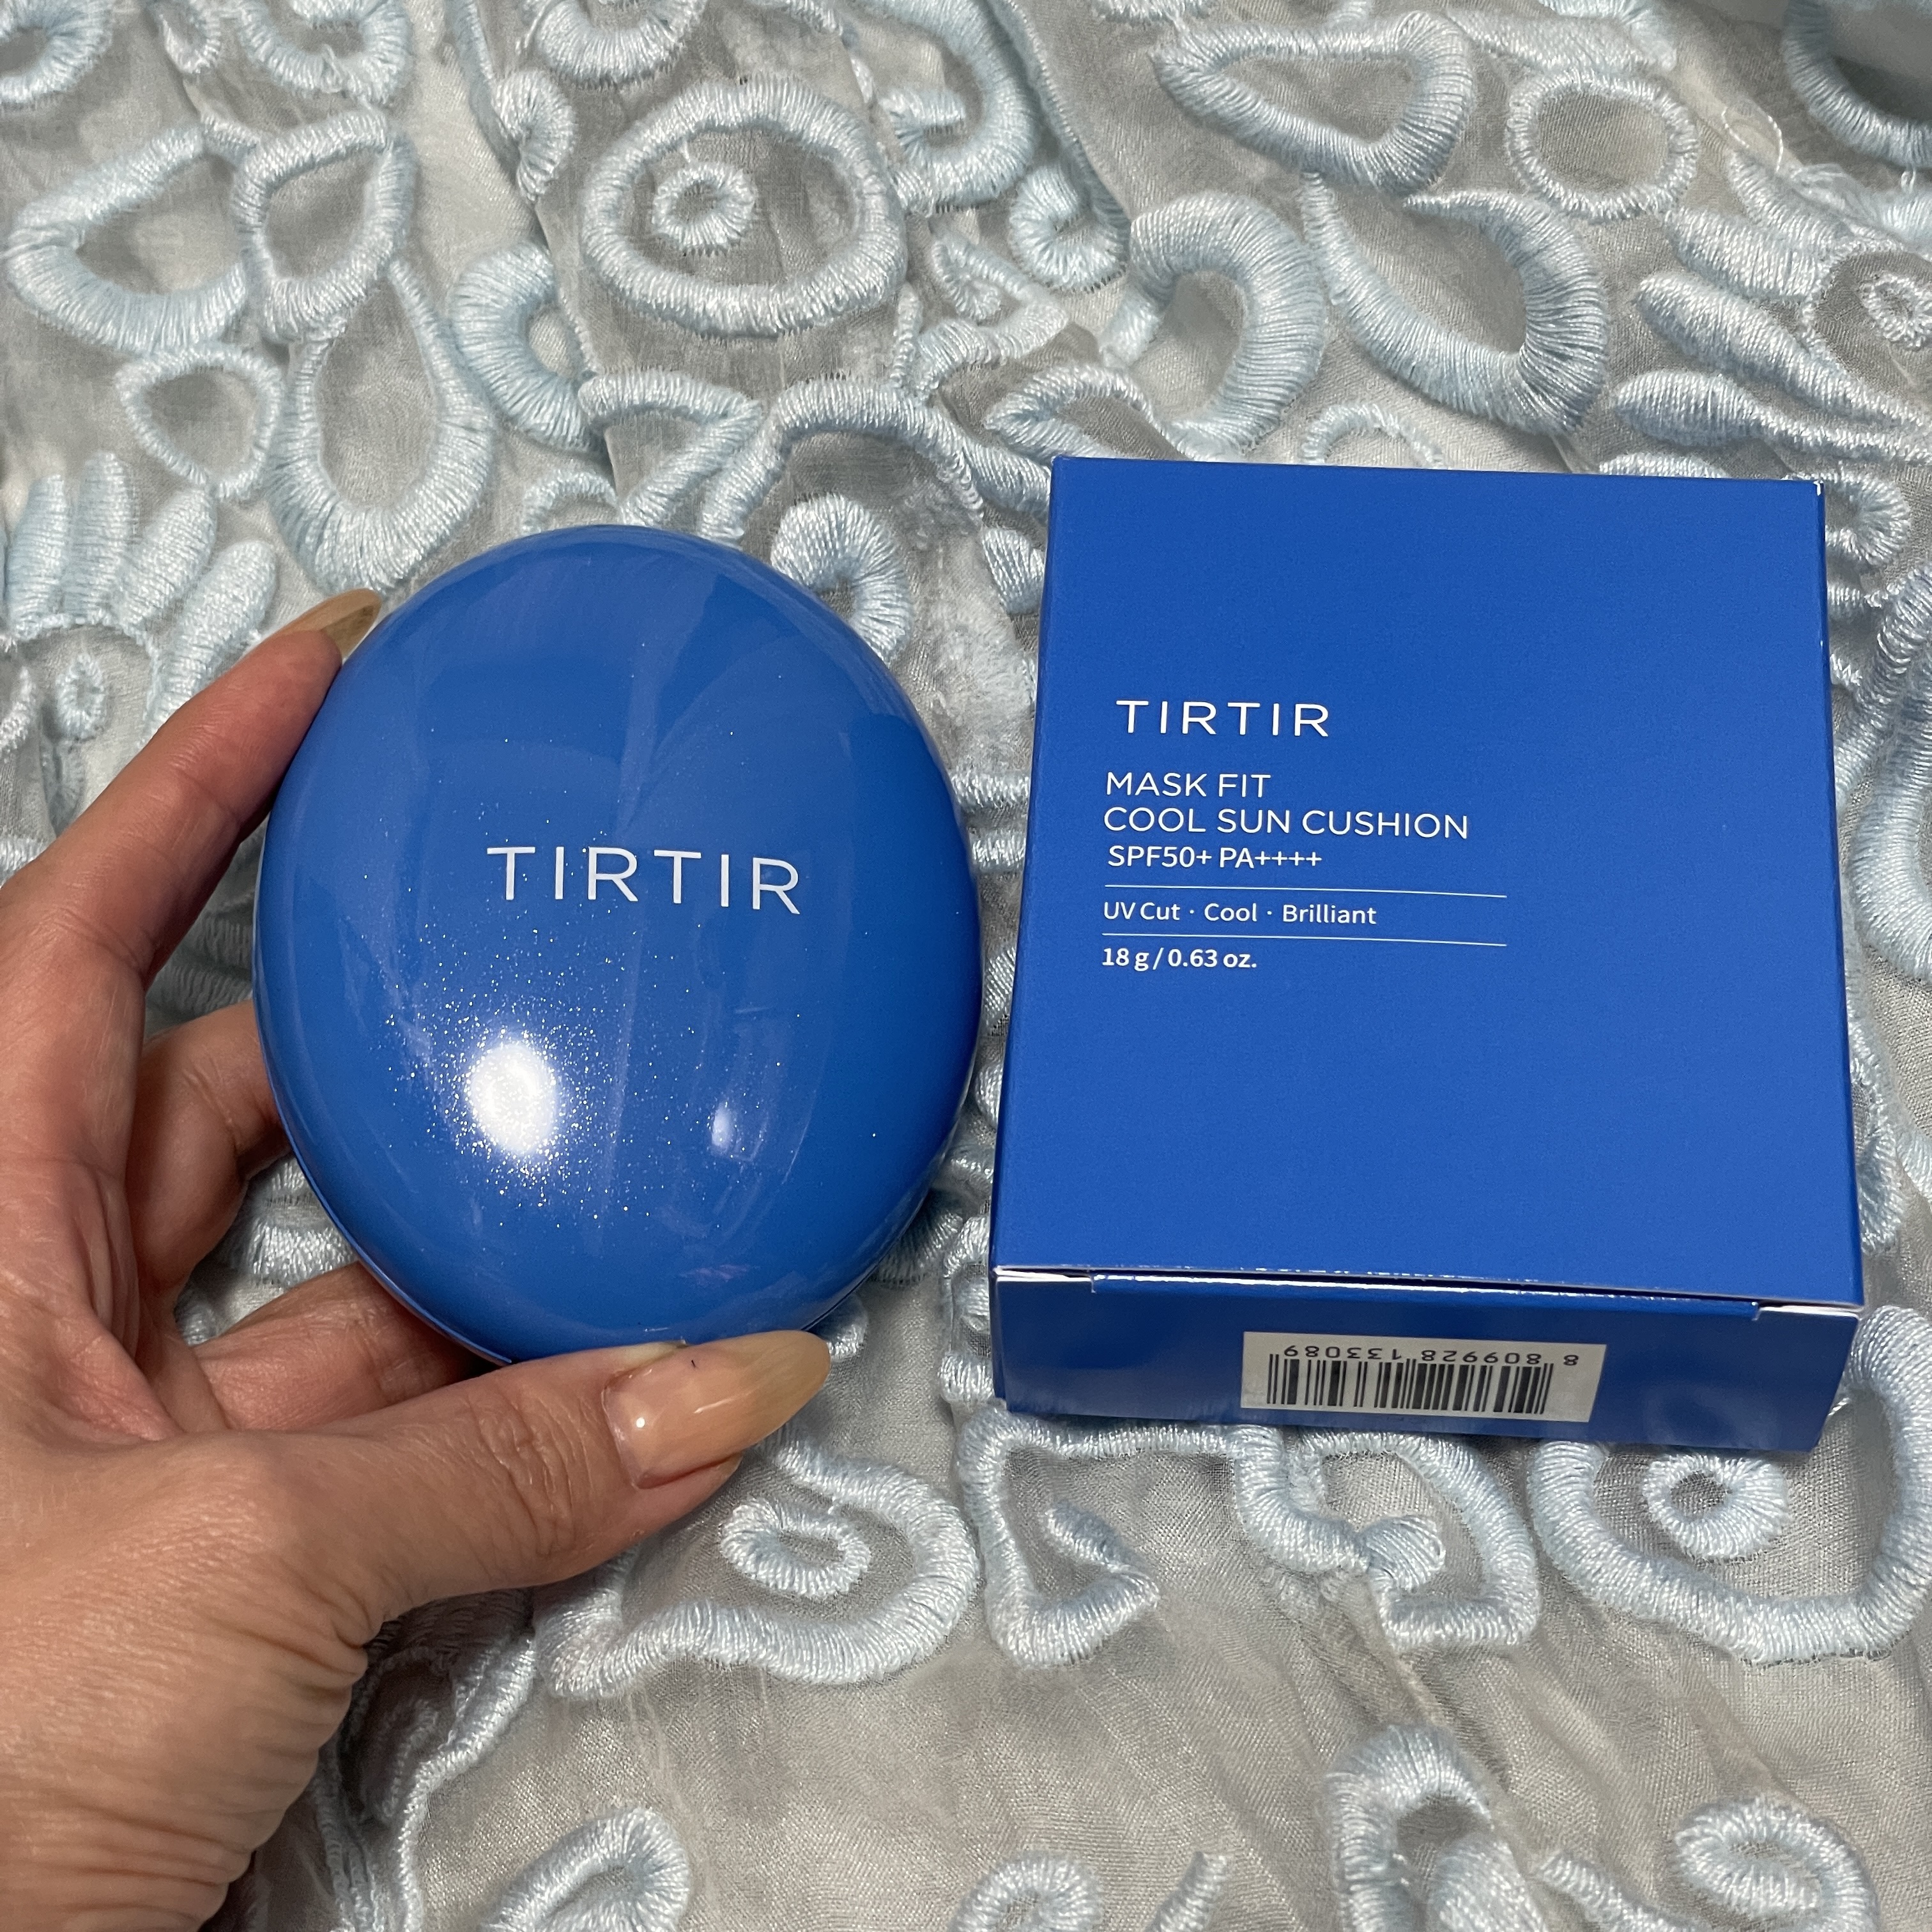 TIRTIR
TIRTIR
MASK FIT
COOL SUN CUSHION
SPF50+ PA++++
UV Cut · Cool · Brilliant
18 g / 0.63 oz.
8 809928 133089